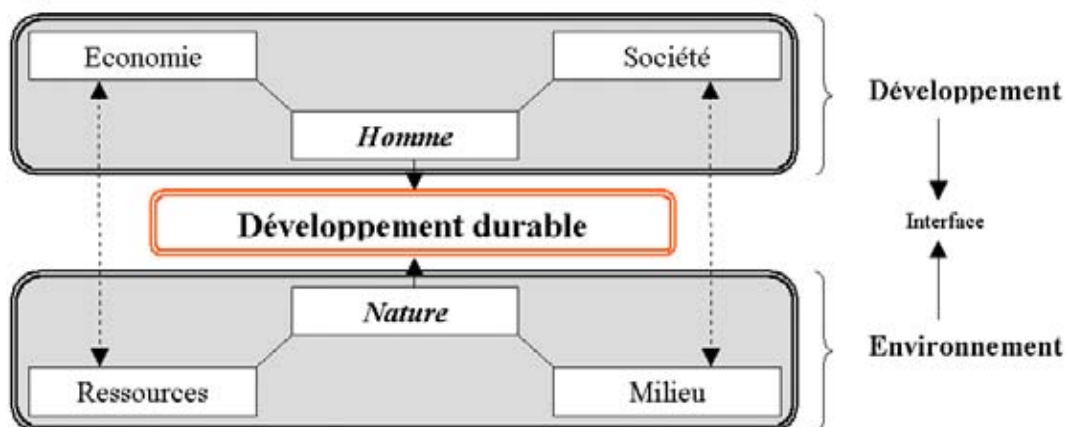 Economie
Société
Développement
Homme
Développement durable
Interface
Nature
Environnement
Ressources
Milieu